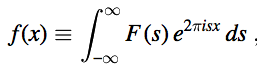 f(x) ≡ ∫_{-∞}^{∞} F(s) e^{2πisx} ds ,